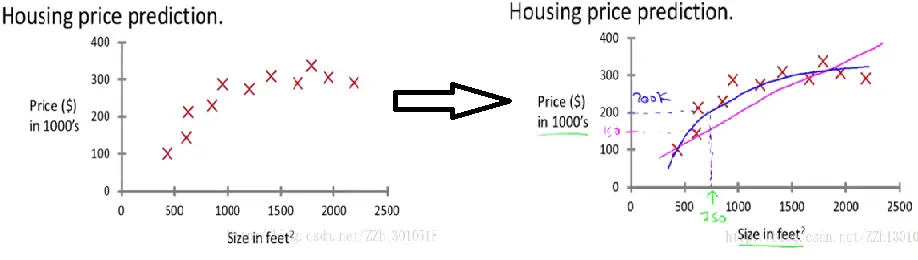 Housing price prediction.
400
300
200
100
0
Price ($)
in 1000's
0 500 1000 1500 2000 2500
Size in feet²
Housing price prediction.
400
300
200
100
0
Price ($)
in 1000's
200K
150
0 500 1000 1500 2000 2500
750
Size in feet²